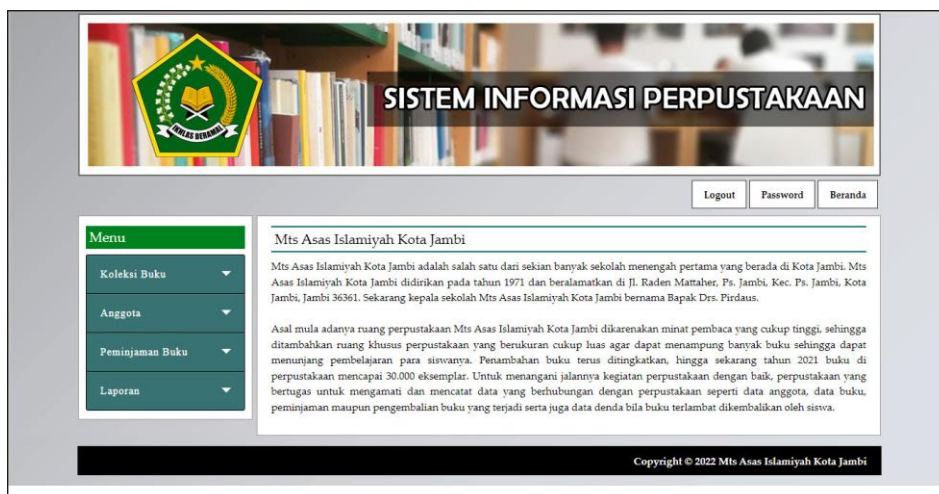 SISTEM INFORMASI PERPUSTAKAAN
IKHLAS BERAMAL
Logout Password Beranda
Menu
Koleksi Buku
Anggota
Peminjaman Buku
Laporan
Mts Asas Islamiyah Kota Jambi
Mts Asas Islamiyah Kota Jambi adalah salah satu dari sekian banyak sekolah menengah pertama yang berada di Kota Jambi. Mts
Asas Islamiyah Kota Jambi didirikan pada tahun 1971 dan beralamatkan di Jl. Raden Mattaher, Ps. Jambi, Kec. Ps. Jambi, Kota
Jambi, Jambi 36361. Sekarang kepala sekolah Mts Asas Islamiyah Kota Jambi bernama Bapak Drs. Pirdaus.
Asal mula adanya ruang perpustakaan Mts Asas Islamiyah Kota Jambi dikarenakan minat pembaca yang cukup tinggi, sehingga
ditambahkan ruang khusus perpustakaan yang berukuran cukup luas agar dapat menampung banyak buku sehingga dapat
menunjang pembelajaran para siswanya. Penambahan buku terus ditingkatkan, hingga sekarang tahun 2021 buku di
perpustakaan mencapai 30.000 eksemplar. Untuk menangani jalannya kegiatan perpustakaan dengan baik, perpustakaan yang
bertugas untuk mengamati dan mencatat data yang berhubungan dengan perpustakaan seperti data anggota, data buku,
peminjaman maupun pengembalian buku yang terjadi serta juga data denda bila buku terlambat dikembalikan oleh siswa.
Copyright © 2022 Mts Asas Islamiyah Kota Jambi